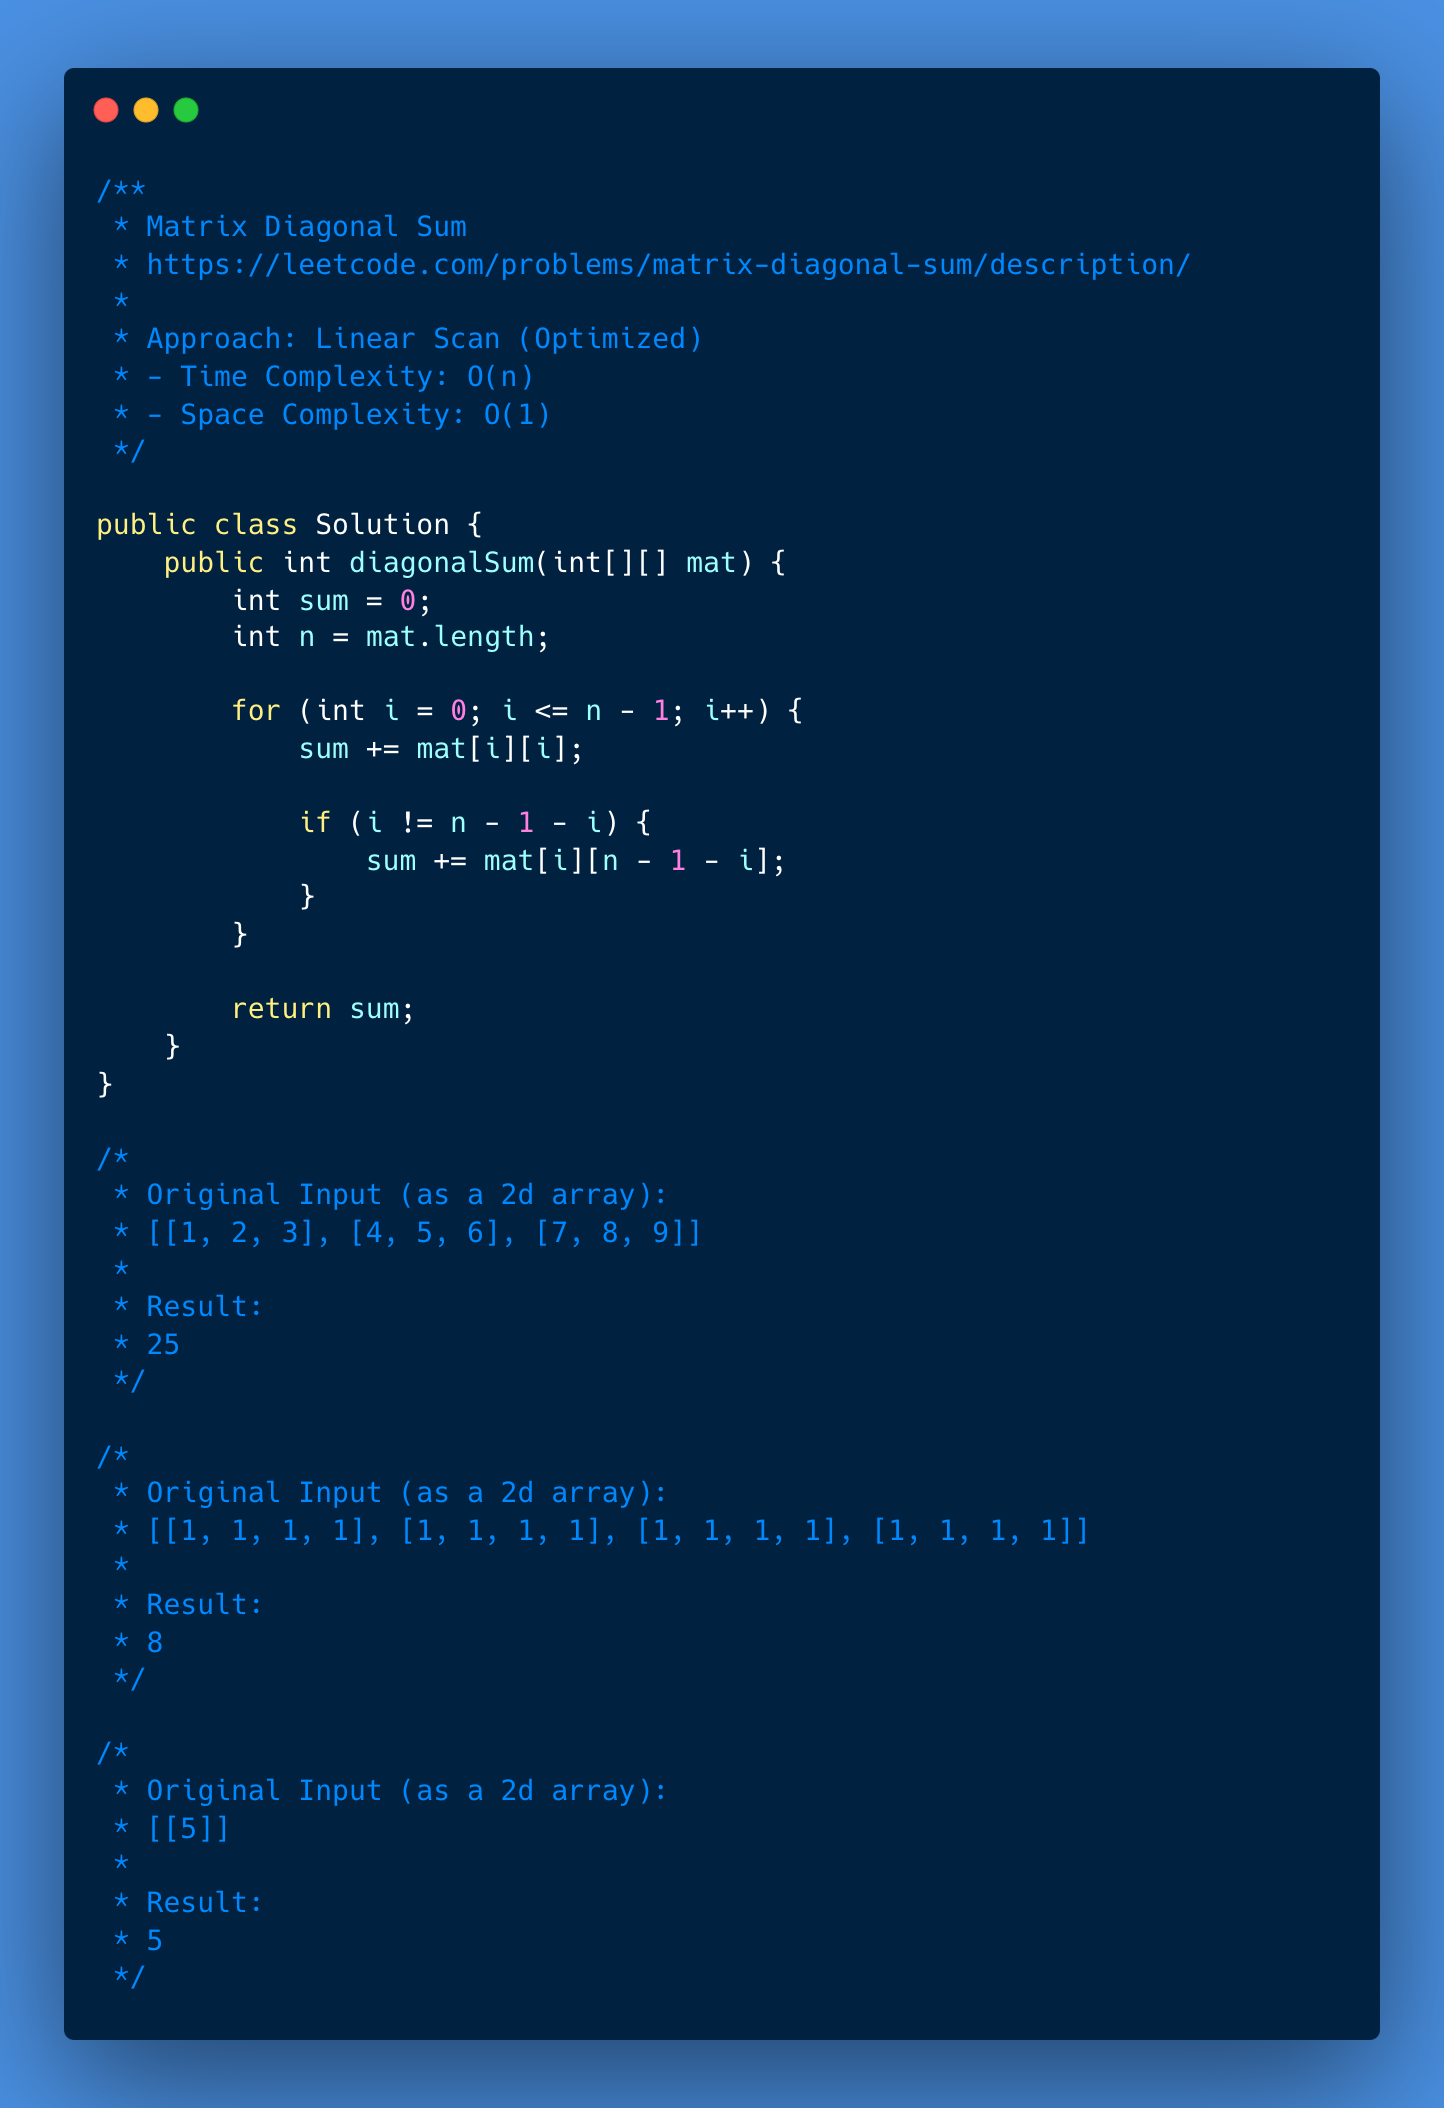 /**
 * Matrix Diagonal Sum
 * https://leetcode.com/problems/matrix-diagonal-sum/description/
 *
 * Approach: Linear Scan (Optimized)
 * - Time Complexity: O(n)
 * - Space Complexity: O(1)
 */

public class Solution {
    public int diagonalSum(int[][] mat) {
        int sum = 0;
        int n = mat.length;

        for (int i = 0; i <= n - 1; i++) {
            sum += mat[i][i];

            if (i != n - 1 - i) {
                sum += mat[i][n - 1 - i];
            }
        }

        return sum;
    }
}

/*
 * Original Input (as a 2d array):
 * [[1, 2, 3], [4, 5, 6], [7, 8, 9]]
 *
 * Result:
 * 25
 */

/*
 * Original Input (as a 2d array):
 * [[1, 1, 1, 1], [1, 1, 1, 1], [1, 1, 1, 1], [1, 1, 1, 1]]
 *
 * Result:
 * 8
 */

/*
 * Original Input (as a 2d array):
 * [[5]]
 *
 * Result:
 * 5
 */